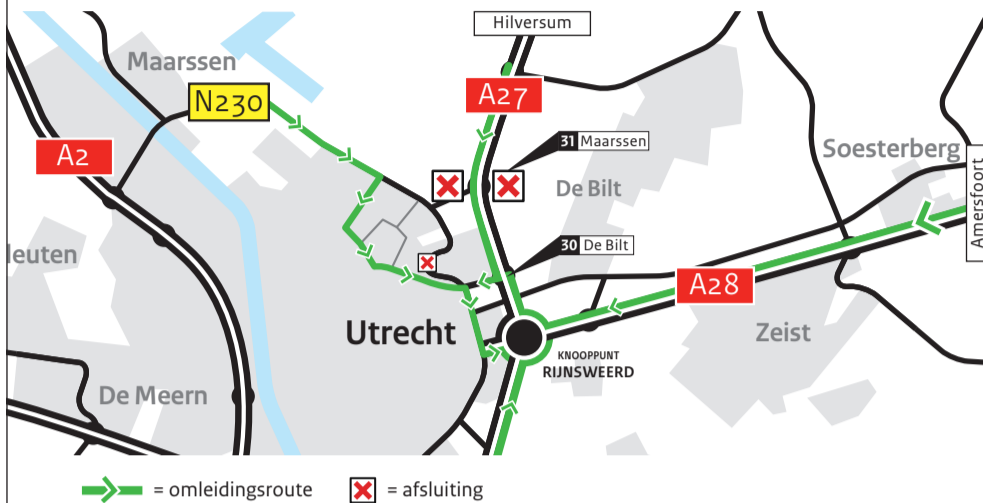 Hilversum
Maarssen
N230
A27
A2
31 Maarssen
Soesterberg
De Bilt
Amersfoort
30 De Bilt
leuten
A28
Utrecht
Zeist
KNOOPPUNT
RIJNSWEERD
De Meern
= omleidingsroute
= afsluiting